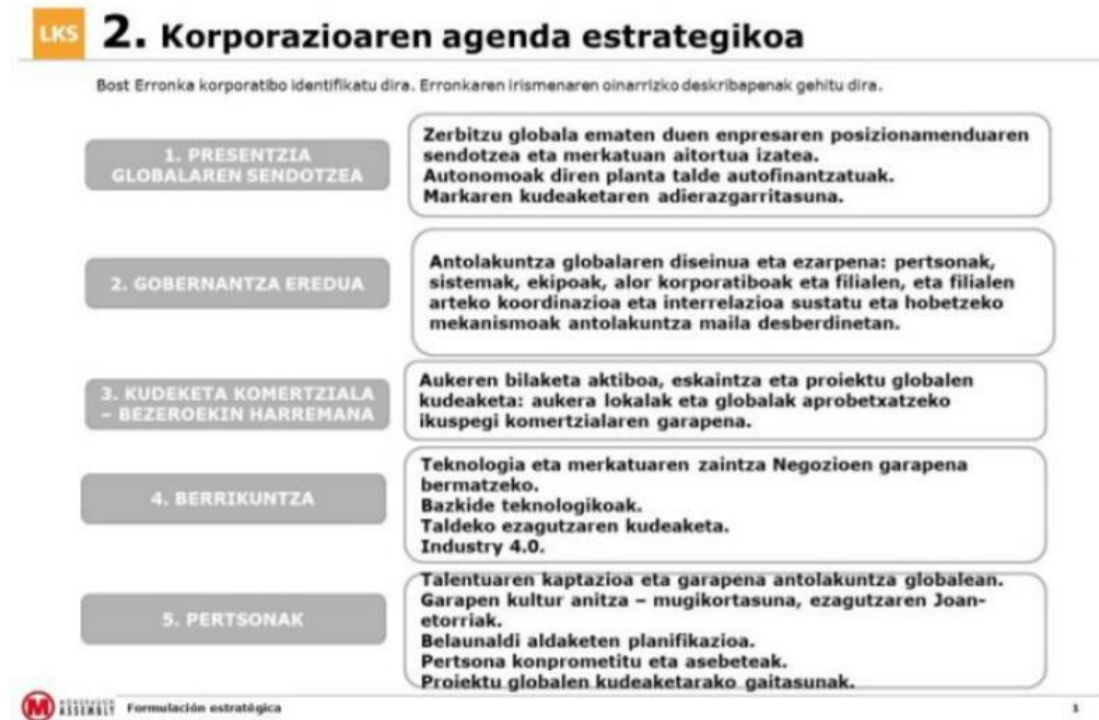 LKS
2. Korporazioaren agenda estrategikoa
Bost Erronka korporatibo identifikatu dira. Erronkaren irismenaren oinarrizko deskribapenak gehitu dira.
1. PRESENTZIA
GLOBALAREN SENDOTZEA
Zerbitzu globala ematen duen enpresaren posizionamenduaren
sendotzea eta merkatuan aitortua izatea.
Autonomoak diren planta talde autofinantzatuak.
Markaren kudeaketaren adierazgarritasuna.
2. GOBERNANTZA EREDUA
Antolakuntza globalaren diseinua eta ezarpena: pertsonak,
sistemak, ekipoak, alor korporatiboak eta filialen, eta filialen
arteko koordinazioa eta interrelazioa sustatu eta hobetzeko
mekanismoak antolakuntza maila desberdinetan.
3. KUDEKETA KOMERTZIALA
– BEZEROEKIN HARREMANA
Aukeren bilaketa aktiboa, eskaintza eta proiektu globalen
kudeaketa: aukera lokalak eta globalak aprobetxatzeko
ikuspegi komertzialaren garapena.
4. BERRIKUNTZA
Teknologia eta merkatuaren zaintza Negozioen garapena
bermatzeko.
Bazkide teknologikoak.
Taldeko ezagutzaren kudeaketa.
Industry 4.0.
5. PERTSONAK
Talentuaren kaptazioa eta garapena antolakuntza globalean.
Garapen kultur anitza – mugikortasuna, ezagutzaren Joan-
etorriak.
Belaunaldi aldaketen planifikazioa.
Pertsona konprometitu eta asebeteak.
Proiektu globalen kudeaketarako gaitasunak.
M MONDRAGON
ASSEMBLY
Formulación estratégica
1